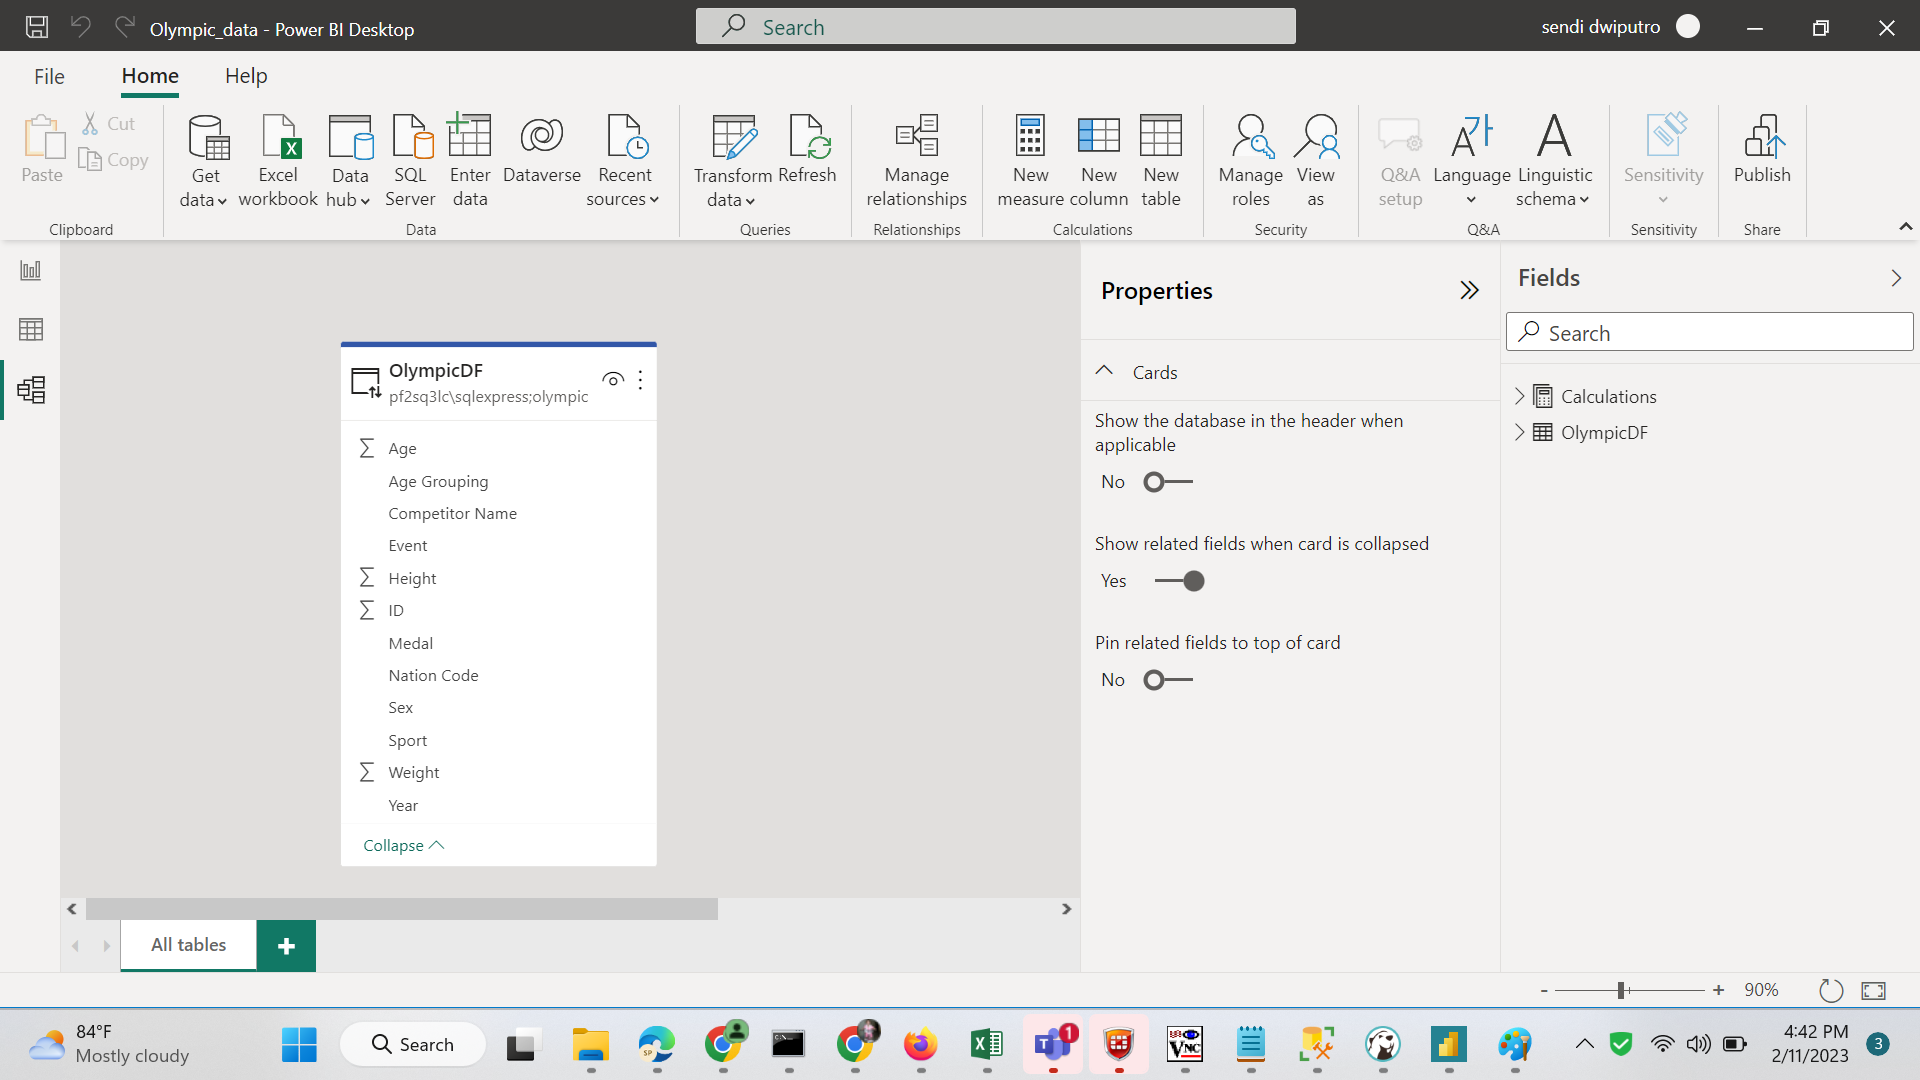 Olympic_data - Power BI Desktop
Search
sendi dwiputro
File
Home
Help
Paste
Cut
Copy
Clipboard
Get data
Excel workbook
Data hub
SQL Server
Enter data
Dataverse
Recent sources
Data
Transform data
Refresh
Queries
Manage relationships
Relationships
New measure
New column
New table
Calculations
Manage roles
View as
Security
Q&A setup
Language
Linguistic schema
Q&A
Sensitivity
Sensitivity
Publish
Share
OlympicDF
pf2sq3lc\sqlexpress;olympic
Age
Age Grouping
Competitor Name
Event
Height
ID
Medal
Nation Code
Sex
Sport
Weight
Year
Collapse
All tables
Properties
Cards
Show the database in the header when
applicable
No
Show related fields when card is collapsed
Yes
Pin related fields to top of card
No
Fields
Search
Calculations
OlympicDF
- + 90%
84°F
Mostly cloudy
Search
SP
1
VNC
4:42 PM
2/11/2023
3